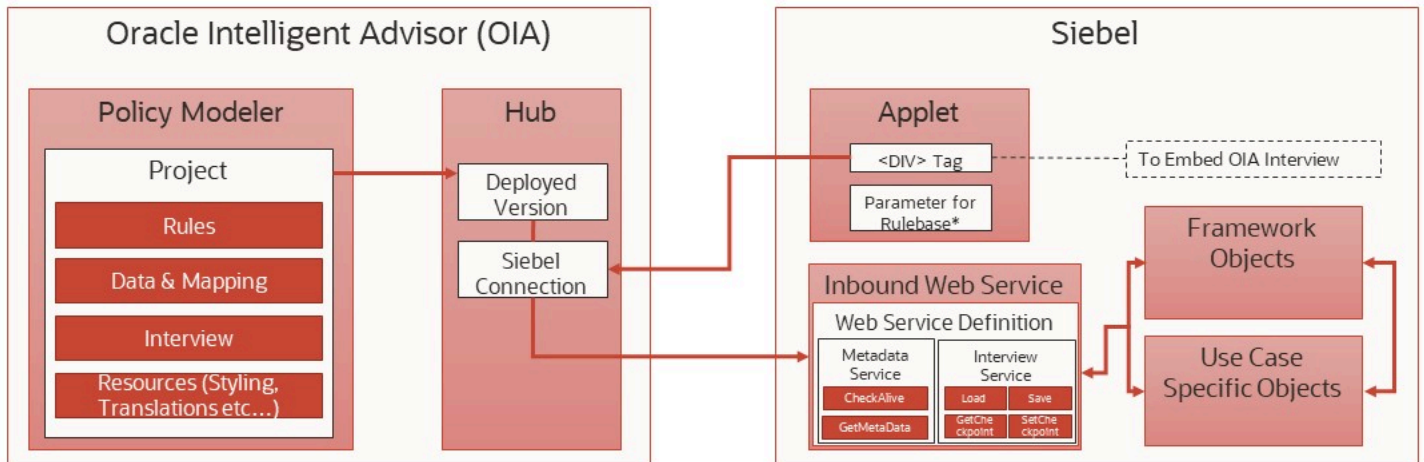 Oracle Intelligent Advisor (OIA)
Policy Modeler
Project
Rules
Data & Mapping
Interview
Resources (Styling,
Translations etc...)
Hub
Deployed
Version
Siebel
Connection
Siebel
Applet
<DIV> Tag
Parameter for
Rulebase*
To Embed OIA Interview
Inbound Web Service
Web Service Definition
Metadada
Service
CheckAlive
GetMetaData
Interview
Service
Load
Save
GetChe
ckpoint
SetChe
ckpoint
Framework
Objects
Use Case
Specific Objects